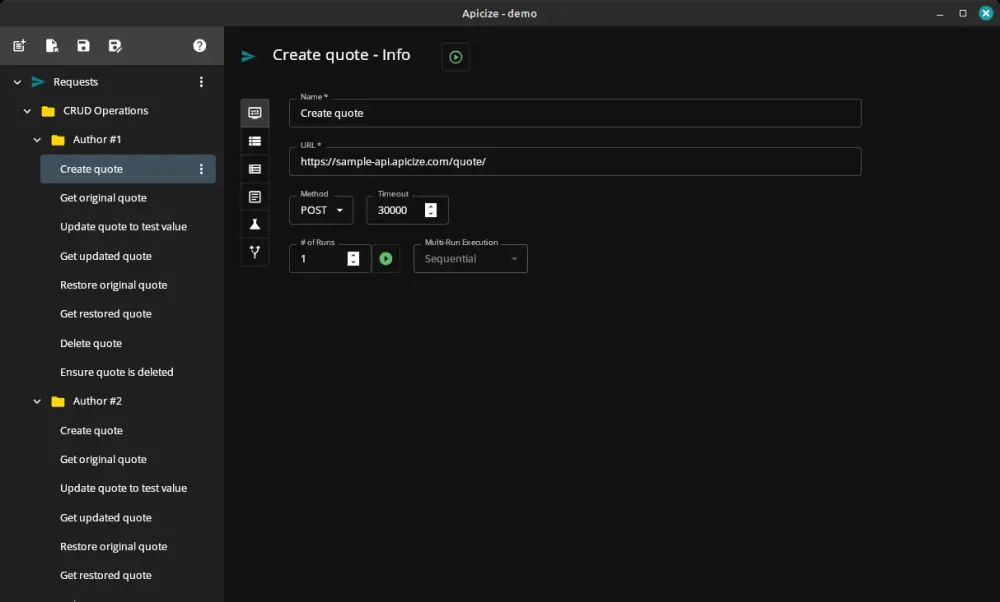 Apicize - demo
Requests
CRUD Operations
Author #1
Create quote
Get original quote
Update quote to test value
Get updated quote
Restore original quote
Get restored quote
Delete quote
Ensure quote is deleted
Author #2
Create quote
Get original quote
Update quote to test value
Get updated quote
Restore original quote
Get restored quote
Create quote - Info
Name *
Create quote
URL *
https://sample-api.apicize.com/quote/
Method
POST
Timeout
30000
# of Runs
1
Multi-Run Execution
Sequential